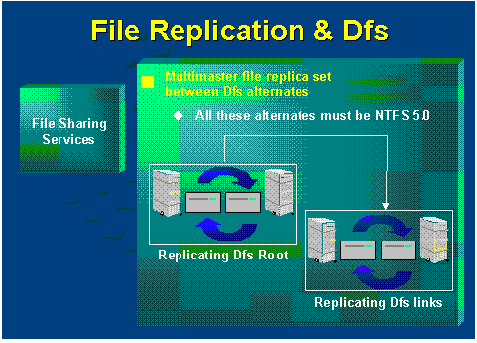 File Replication & Dfs
File Sharing
Services
Multimaster file replica set
between Dfs alternates
All these alternates must be NTFS 5.0
Replicating Dfs Root
Replicating Dfs links